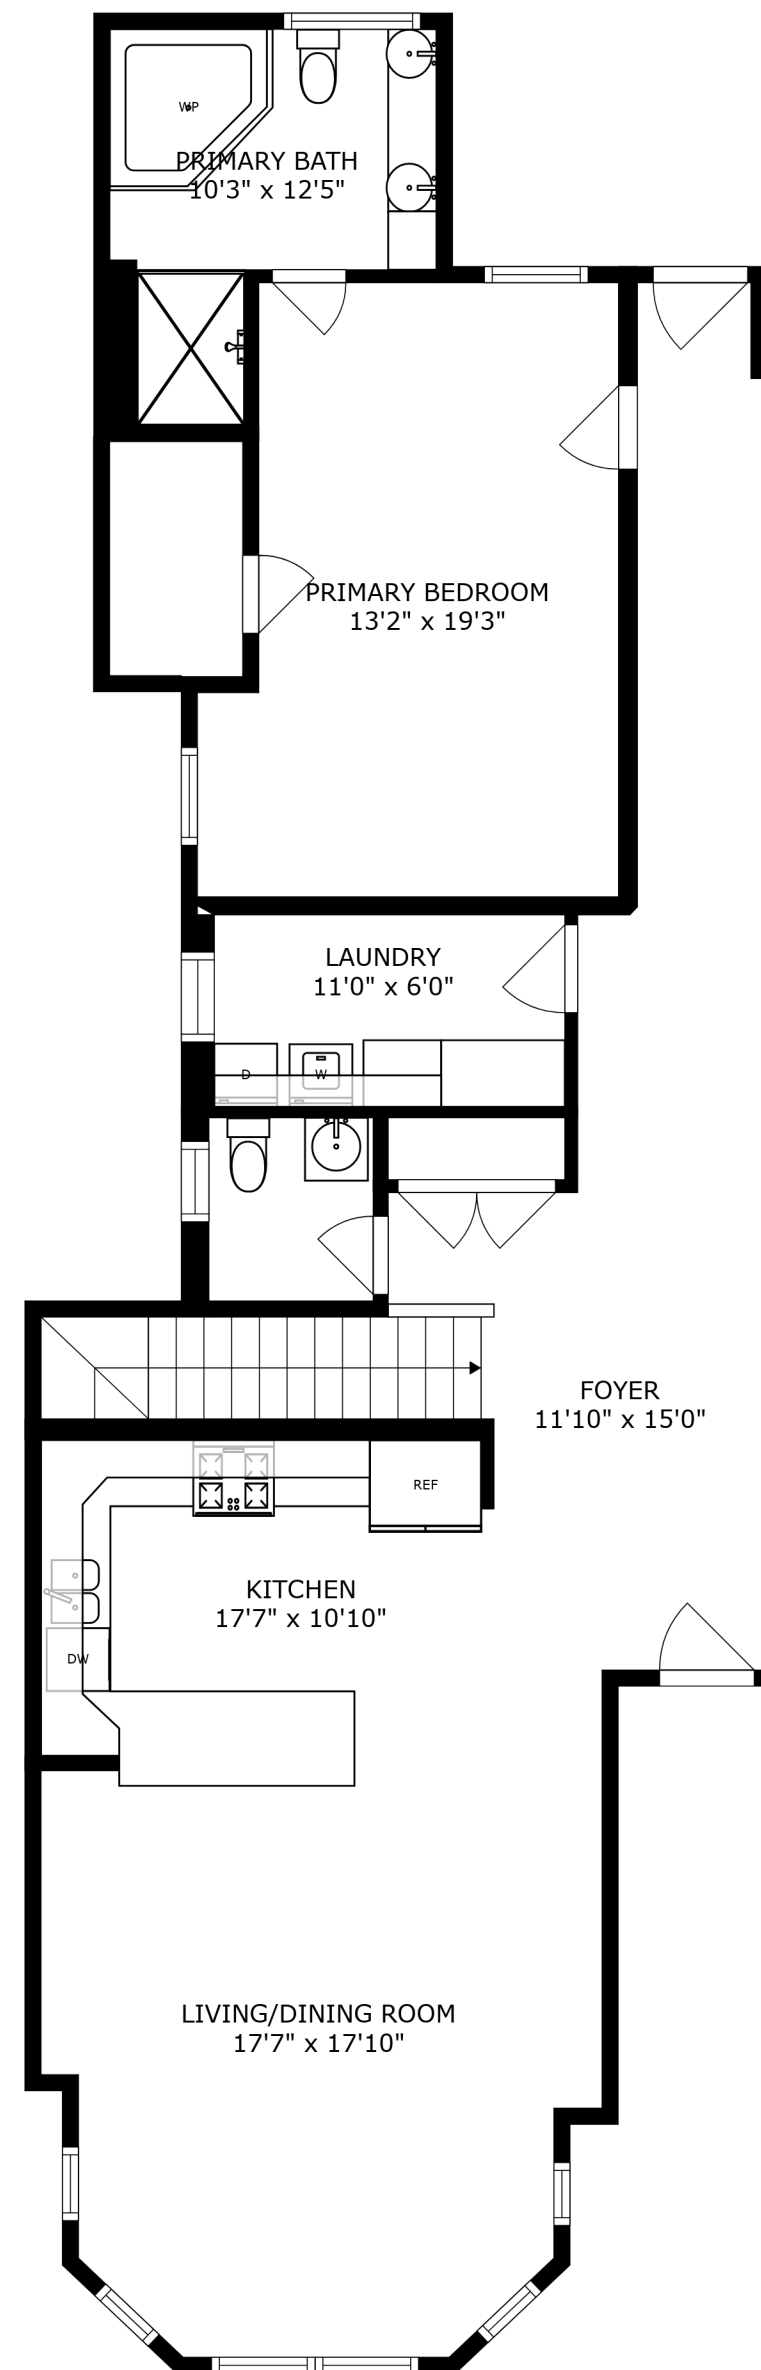 WP
PRIMARY BATH
10'3" x 12'5"
PRIMARY BEDROOM
13'2" x 19'3"
LAUNDRY
11'0" x 6'0"
D
W
FOYER
11'10" x 15'0"
REF
KITCHEN
17'7" x 10'10"
DW
LIVING/DINING ROOM
17'7" x 17'10"